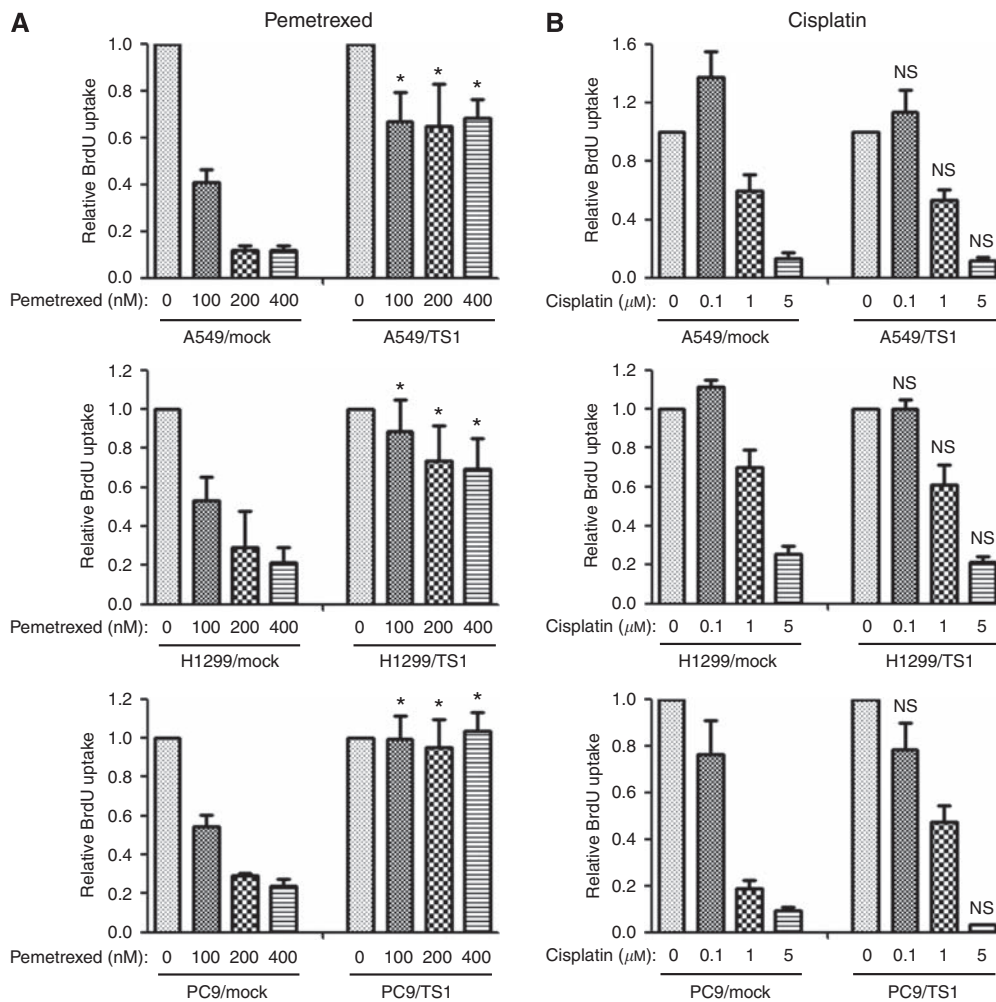 A
Pemetrexed
Relative BrdU uptake
1.0
0.8
0.6
0.4
0.2
0.0
* * *
Pemetrexed (nM): 0 100 200 400 0 100 200 400
A549/mock A549/TS1
Relative BrdU uptake
1.2
1.0
0.8
0.6
0.4
0.2
0.0
* * *
Pemetrexed (nM): 0 100 200 400 0 100 200 400
H1299/mock H1299/TS1
Relative BrdU uptake
1.2
1.0
0.8
0.6
0.4
0.2
0.0
* * *
Pemetrexed (nM): 0 100 200 400 0 100 200 400
PC9/mock PC9/TS1
B
Cisplatin
Relative BrdU uptake
1.6
1.2
0.8
0.4
0.0
NS
NS
NS
Cisplatin (μM): 0 0.1 1 5 0 0.1 1 5
A549/mock A549/TS1
Relative BrdU uptake
1.2
1.0
0.8
0.6
0.4
0.2
0.0
NS
NS
NS
Cisplatin (μM): 0 0.1 1 5 0 0.1 1 5
H1299/mock H1299/TS1
Relative BrdU uptake
1.0
0.8
0.6
0.4
0.2
0.0
NS
NS
Cisplatin (μM): 0 0.1 1 5 0 0.1 1 5
PC9/mock PC9/TS1